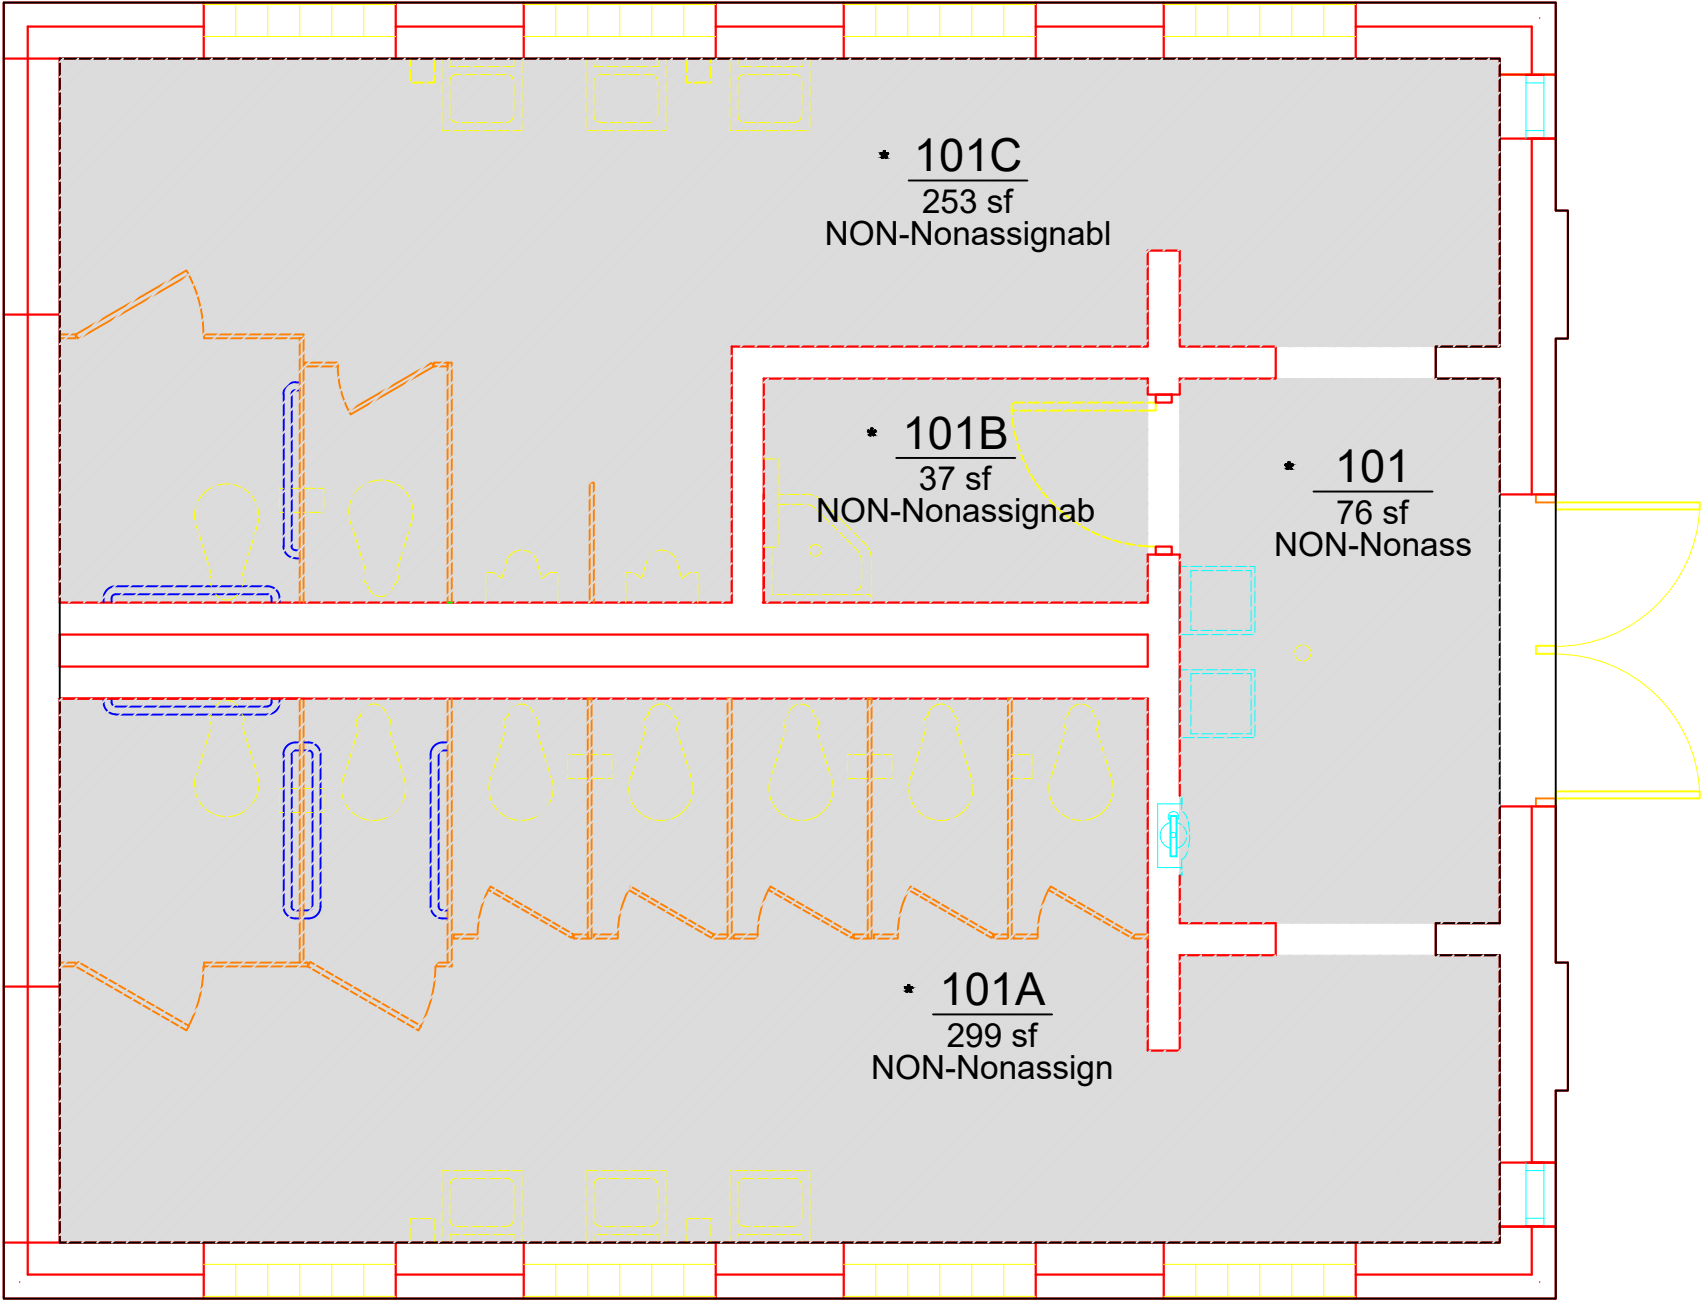 101C
253 sf
NON-Nonassignabl
101B
37 sf
NON-Nonassignab
101
76 sf
NON-Nonass
101A
299 sf
NON-Nonassign